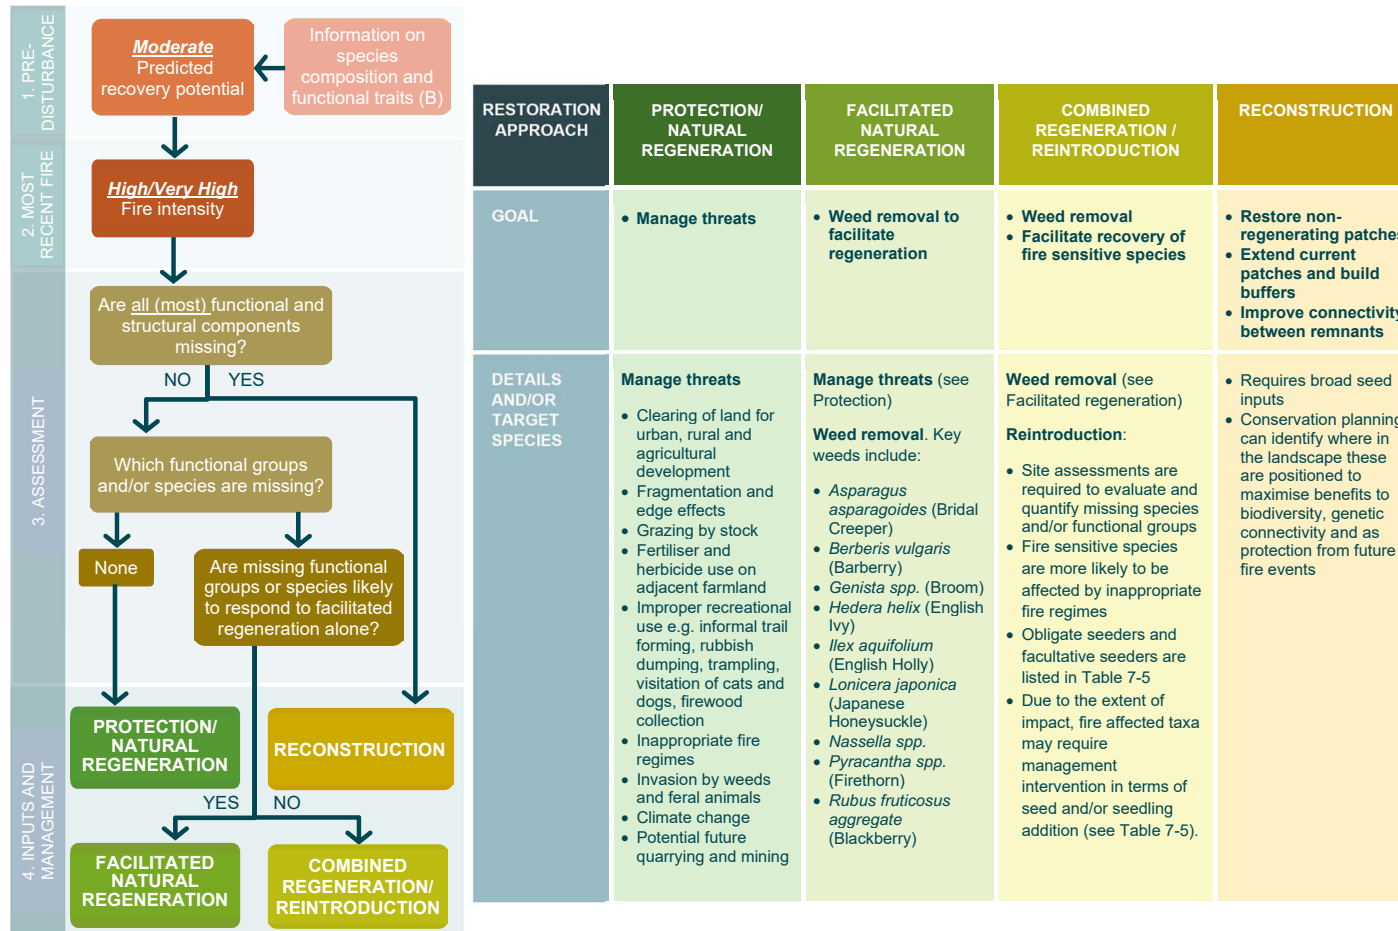 1. PRE-
DISTURBANCE
Moderate
Predicted
recovery potential
Information on
species
composition and
functional traits (B)
2. MOST
RECENT FIRE
High/Very High
Fire intensity
3. ASSESSMENT
Are all (most) functional and
structural components
missing?
NO YES
Which functional groups
and/or species are missing?
None
Are missing functional
groups or species likely
to respond to facilitated
regeneration alone?
4. INPUTS AND
MANAGEMENT
PROTECTION/
NATURAL
REGENERATION
RECONSTRUCTION
YES NO
FACILITATED
NATURAL
REGENERATION
COMBINED
REGENERATION/
REINTRODUCTION
RESTORATION
APPROACH
PROTECTION/
NATURAL
REGENERATION
FACILITATED
NATURAL
REGENERATION
COMBINED
REGENERATION /
REINTRODUCTION
RECONSTRUCTION
GOAL
• Manage threats
• Weed removal to
facilitate
regeneration
• Weed removal
• Facilitate recovery of
fire sensitive species
• Restore non-
regenerating patches
• Extend current
patches and build
buffers
• Improve connectivity
between remnants
DETAILS
AND/OR
TARGET
SPECIES
Manage threats
• Clearing of land for
urban, rural and
agricultural
development
• Fragmentation and
edge effects
• Grazing by stock
• Fertiliser and
herbicide use on
adjacent farmland
• Improper recreational
use e.g. informal trail
forming, rubbish
dumping, trampling,
visitation of cats and
dogs, firewood
collection
• Inappropriate fire
regimes
• Invasion by weeds
and feral animals
• Climate change
• Potential future
quarrying and mining
Manage threats (see
Protection)
Weed removal. Key
weeds include:
• Asparagus
asparagoides (Bridal
Creeper)
• Berberis vulgaris
(Barberry)
• Genista spp. (Broom)
• Hedera helix (English
Ivy)
• Ilex aquifolium
(English Holly)
• Lonicera japonica
(Japanese
Honeysuckle)
• Nassella spp.
• Pyracantha spp.
(Firethorn)
• Rubus fruticosus
aggregate
(Blackberry)
Weed removal (see
Facilitated regeneration)
Reintroduction:
• Site assessments are
required to evaluate and
quantify missing species
and/or functional groups
• Fire sensitive species
are more likely to be
affected by inappropriate
fire regimes
• Obligate seeders and
facultative seeders are
listed in Table 7-5
• Due to the extent of
impact, fire affected taxa
may require
management
intervention in terms of
seed and/or seedling
addition (see Table 7-5).
• Requires broad seed
inputs
• Conservation planning
can identify where in
the landscape these
are positioned to
maximise benefits to
biodiversity, genetic
connectivity and as
protection from future
fire events